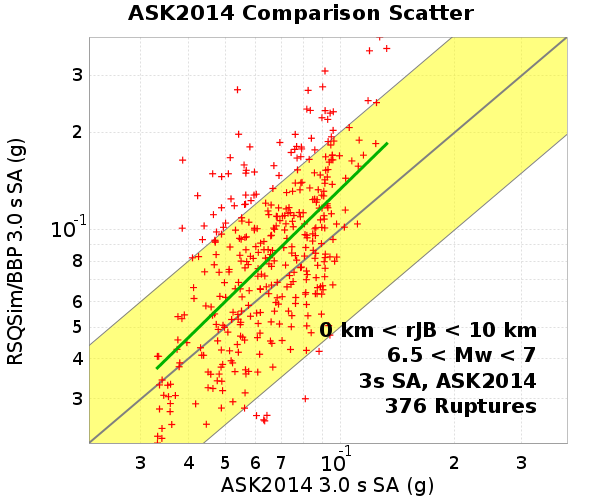 ASK2014 Comparison Scatter
RSQSim/BBP 3.0 s SA (g)
3
2
10-1
8
6
5
4
3
0 km < rJB < 10 km
6.5 < Mw < 7
3s SA, ASK2014
376 Ruptures
3 4 5 6 7 10-1 2 3
ASK2014 3.0 s SA (g)